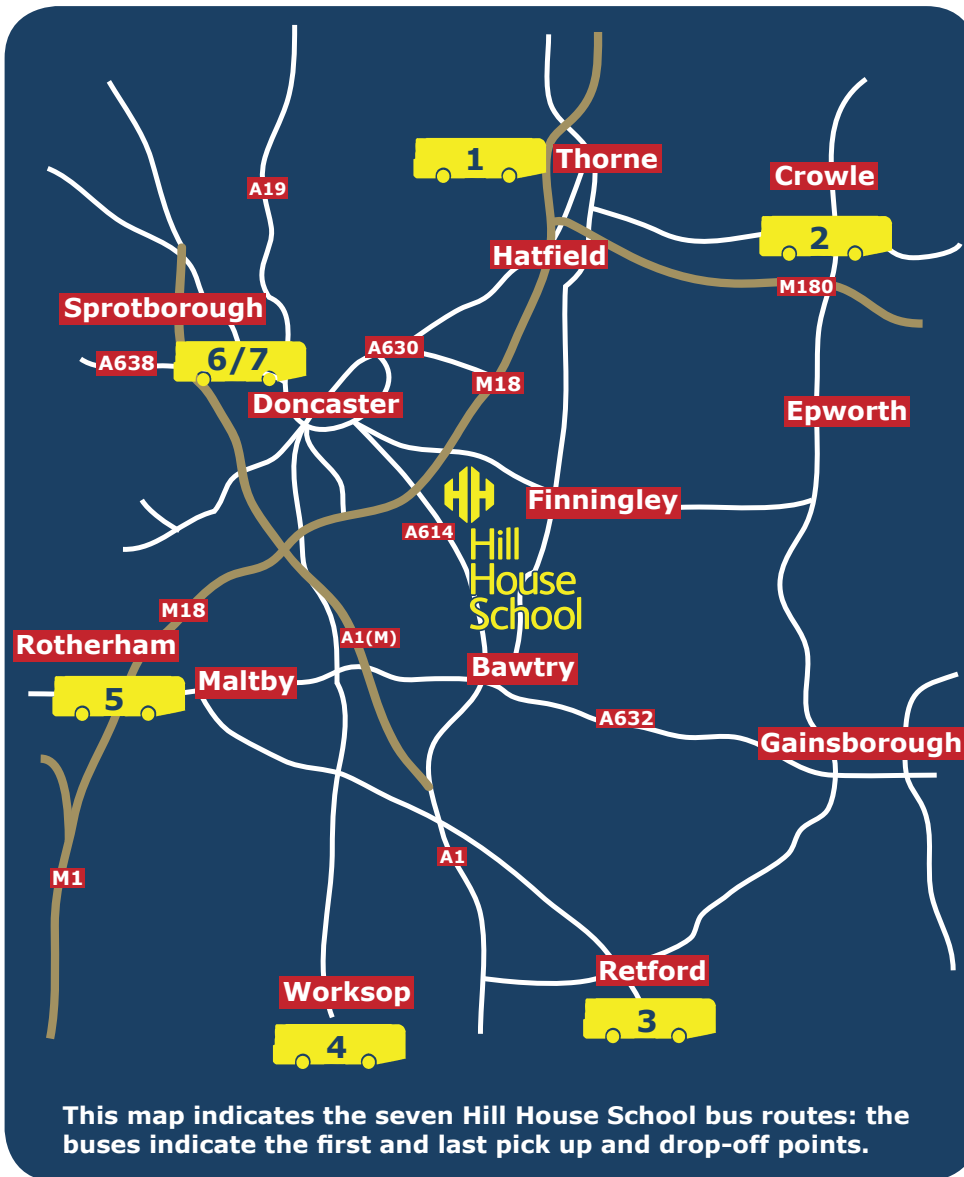 1
Thorne
Crowle
A19
2
Hatfield
M180
Sprotborough
A630
A638
6/7
M18
Doncaster
Epworth
Finningley
A614
Hill
House
School
M18
A1(M)
Rotherham
Bawtry
Maltby
5
A632
Gainsborough
A1
M1
Retford
Worksop
3
4
This map indicates the seven Hill House School bus routes: the
buses indicate the first and last pick up and drop-off points.